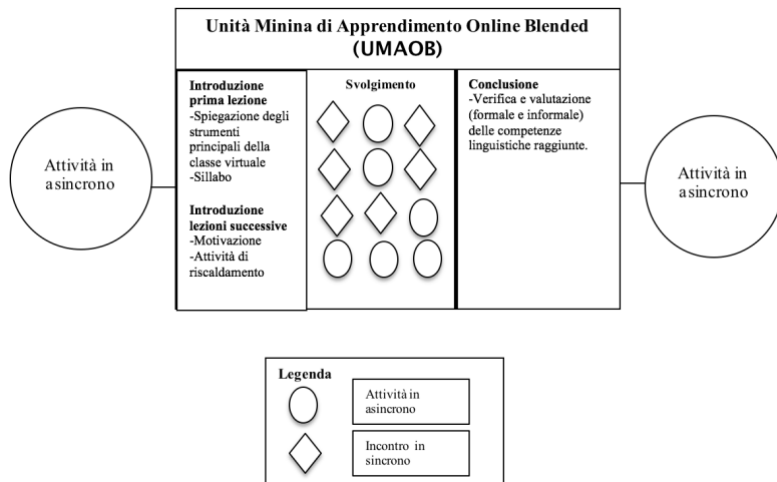 Unità Minina di Apprendimento Online Blended
(UMAOB)
Attività in
asincrono
Introduzione
prima lezione
-Spiegazione degli
strumenti
principali della
classe virtuale
-Sillabo
Introduzione
lezioni successive
-Motivazione
-Attività di
riscaldamento
Svolgimento
Conclusione
-Verifica e valutazione
(formale e informale)
delle competenze
linguistiche raggiunte.
Attività in
asincrono
Legenda
Attività in
asincrono
Incontro in
sincrono